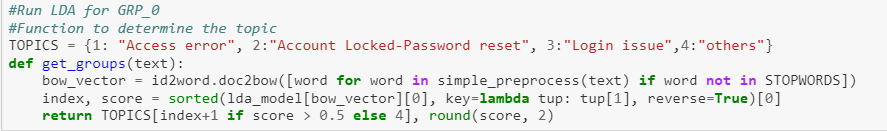 #Run LDA for GRP_0
#Function to determine the topic
TOPICS = {1: "Access error", 2:"Account Locked-Password reset", 3:"Login issue",4:"others"}
def get_groups(text):
    bow_vector = id2word.doc2bow([word for word in simple_preprocess(text) if word not in STOPWORDS])
    index, score = sorted(lda_model[bow_vector][0], key=lambda tup: tup[1], reverse=True)[0]
    return TOPICS[index+1 if score > 0.5 else 4], round(score, 2)